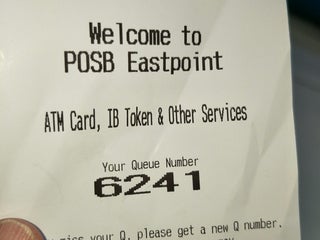 Welcome to
POSB Eastpoint
ATM Card, IB Token & Other Services
Your Queue Number
6241
miss your Q, please get a new Q number.